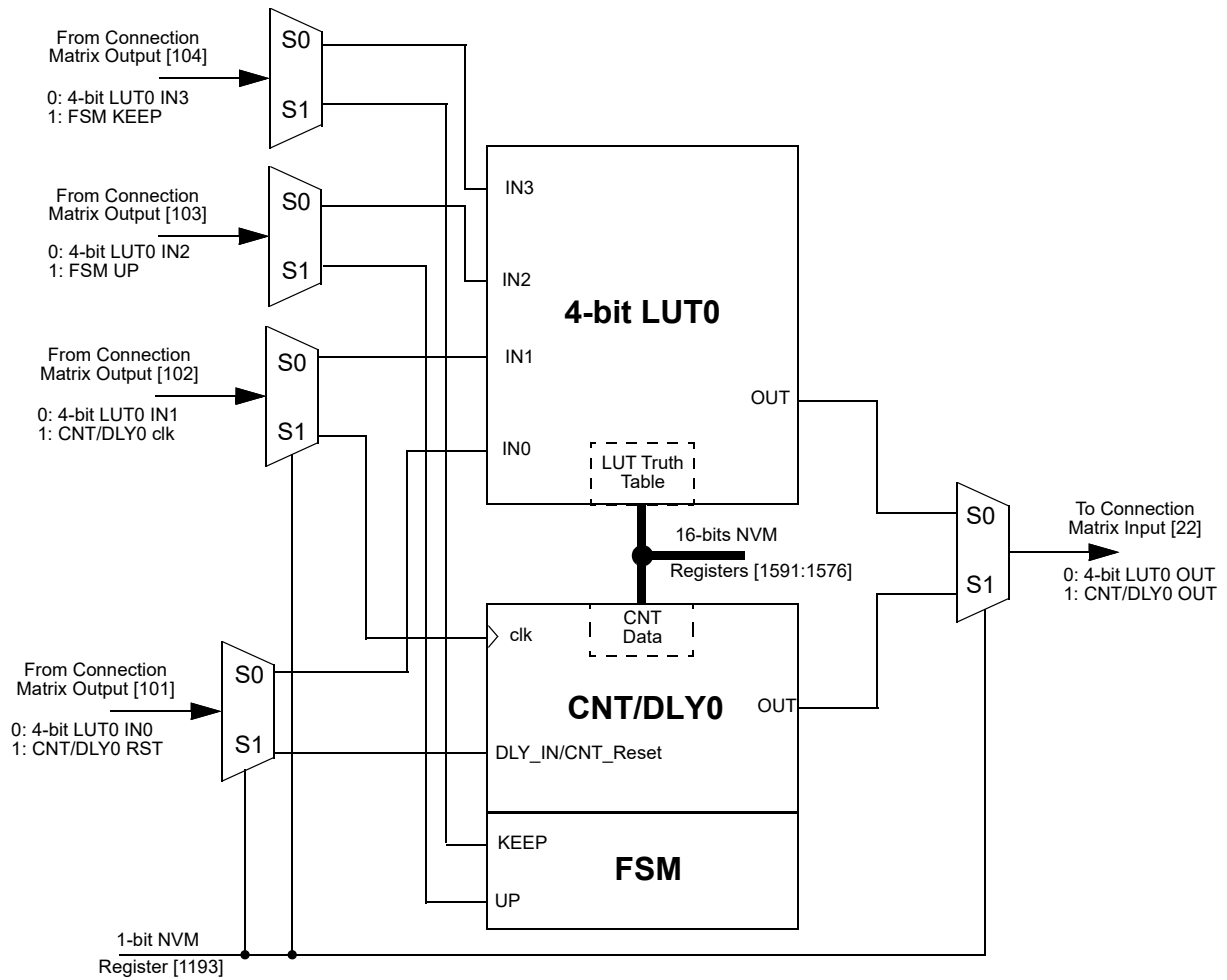 From Connection
Matrix Output [104]
0: 4-bit LUT0 IN3
1: FSM KEEP
S0
S1
From Connection
Matrix Output [103]
0: 4-bit LUT0 IN2
1: FSM UP
S0
S1
From Connection
Matrix Output [102]
0: 4-bit LUT0 IN1
1: CNT/DLY0 clk
S0
S1
From Connection
Matrix Output [101]
0: 4-bit LUT0 IN0
1: CNT/DLY0 RST
S0
S1
IN3
IN2
IN1
IN0
4-bit LUT0
OUT
LUT Truth
Table
16-bits NVM
Registers [1591:1576]
CNT
Data
clk
CNT/DLY0
OUT
DLY_IN/CNT_Reset
KEEP
UP
FSM
S0
S1
To Connection
Matrix Input [22]
0: 4-bit LUT0 OUT
1: CNT/DLY0 OUT
1-bit NVM
Register [1193]